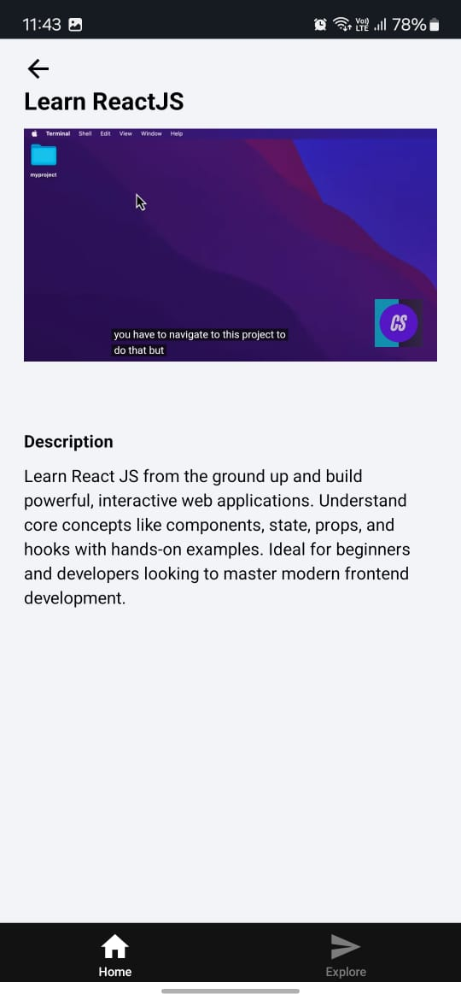 11:43 Vo)) LTE 78%
Learn ReactJS
Terminal Shell Edit View Window Help
myproject
CS
you have to navigate to this project to
do that but
Description
Learn React JS from the ground up and build
powerful, interactive web applications. Understand
core concepts like components, state, props, and
hooks with hands-on examples. Ideal for beginners
and developers looking to master modern frontend
development.
Home Explore